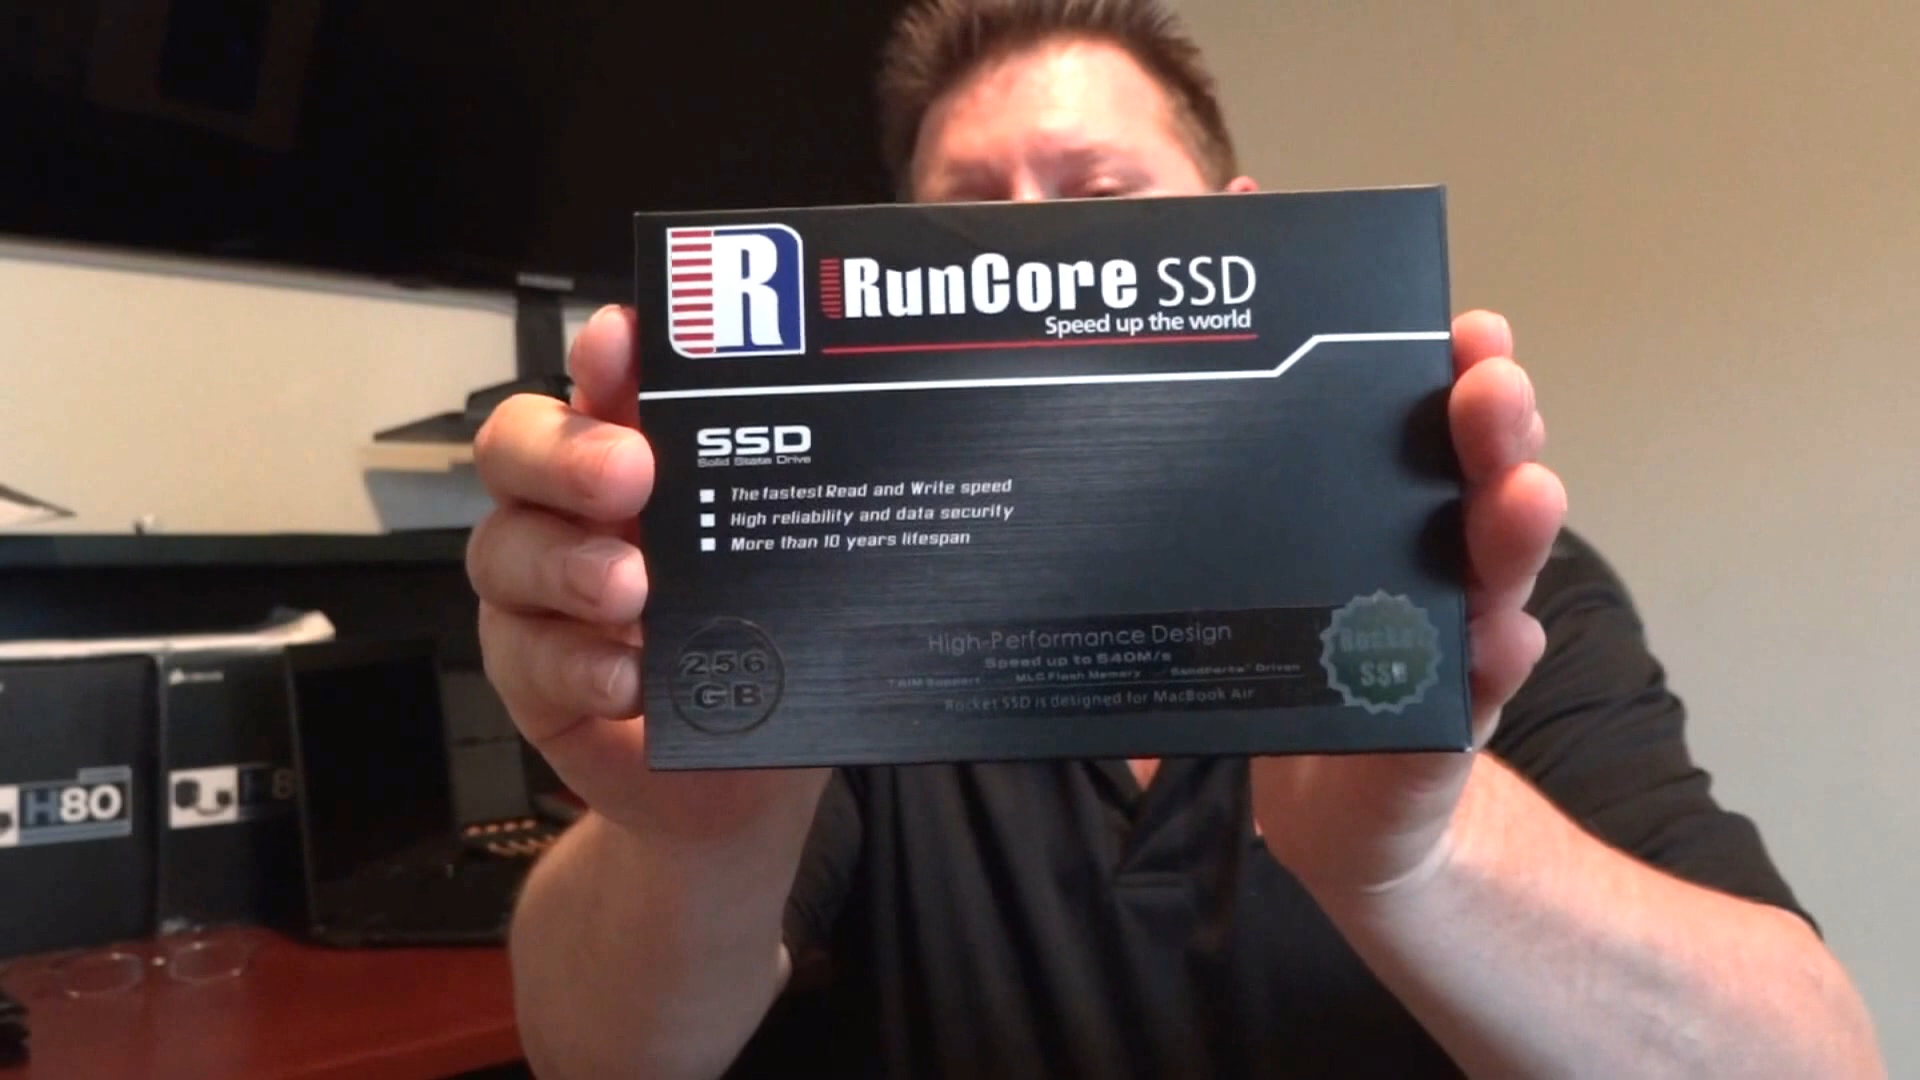 R RunCore SSD
Speed up the world
SSD
Solid State Drive
The fastest Read and Write speed
High reliability and data security
More than 10 years lifespan
256
GB
High-Performance Design
Speed up to 540M/s
TRIM Support MLC Flash Memory SandForce Driven
Rocket SSD is designed for MacBook Air
Rocket
SSD
H80
H8